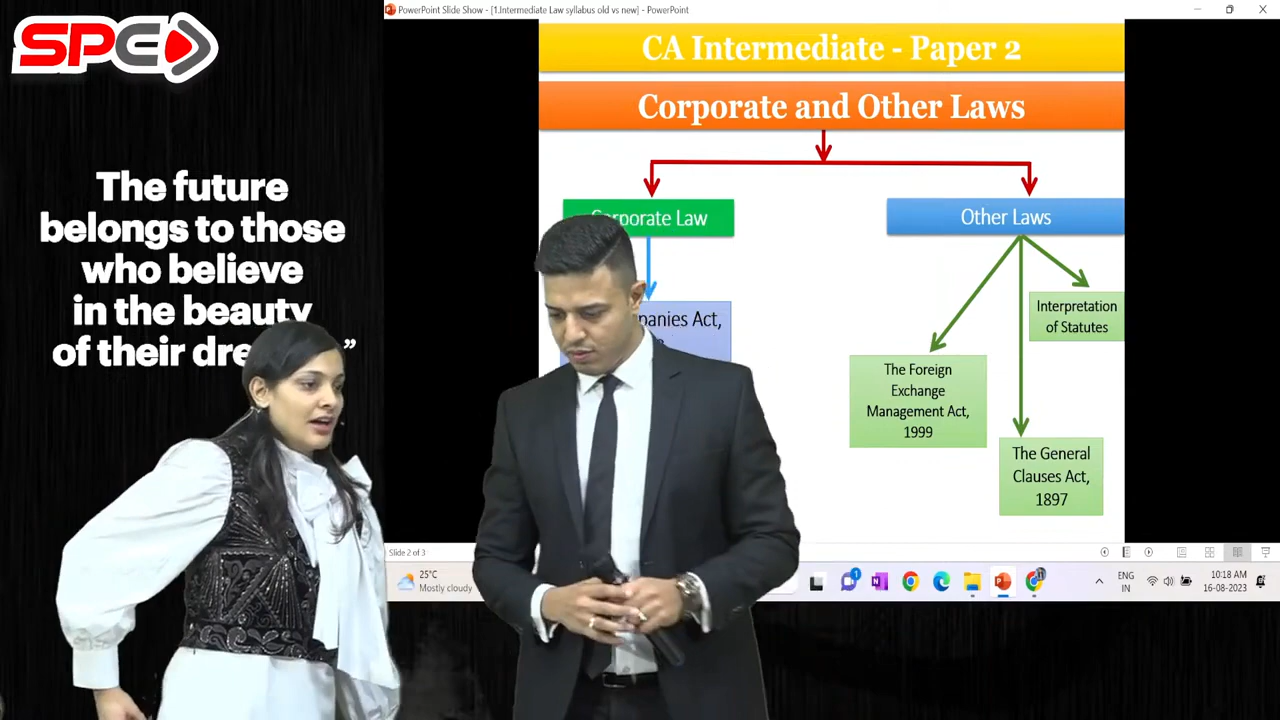 SPE
PowerPoint Slide Show - [1.Intermediate Law syllabus old vs new] - PowerPoint
CA Intermediate - Paper 2
Corporate and Other Laws
The future
belongs to those
who believe
in the beauty
of their ”
Corporate Law
Other Laws
Act,
Interpretation
of Statutes
The Foreign
Exchange
Management Act,
1999
The General
Clauses Act,
1897
Slide 2 of 3
25°C
Mostly cloudy
1
11
ENG
IN
10:18 AM
16-08-2023